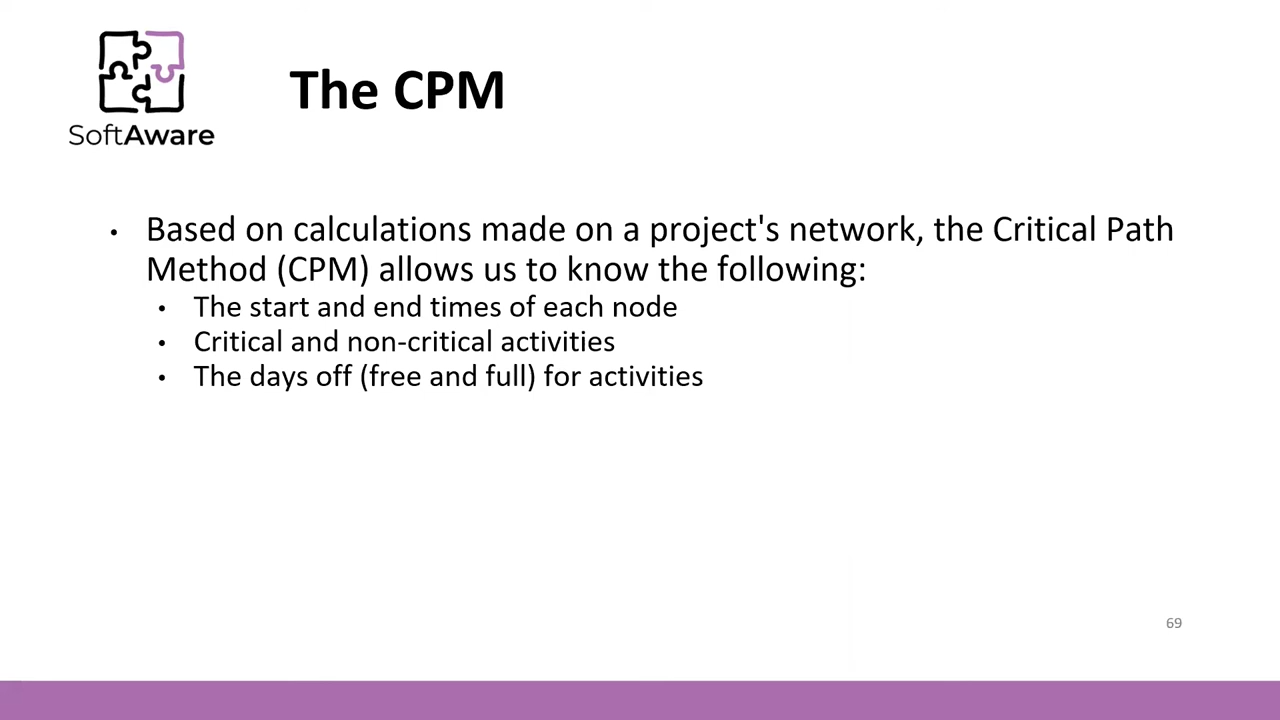 SoftAware
The CPM
• Based on calculations made on a project's network, the Critical Path
Method (CPM) allows us to know the following:
• The start and end times of each node
• Critical and non-critical activities
• The days off (free and full) for activities
69